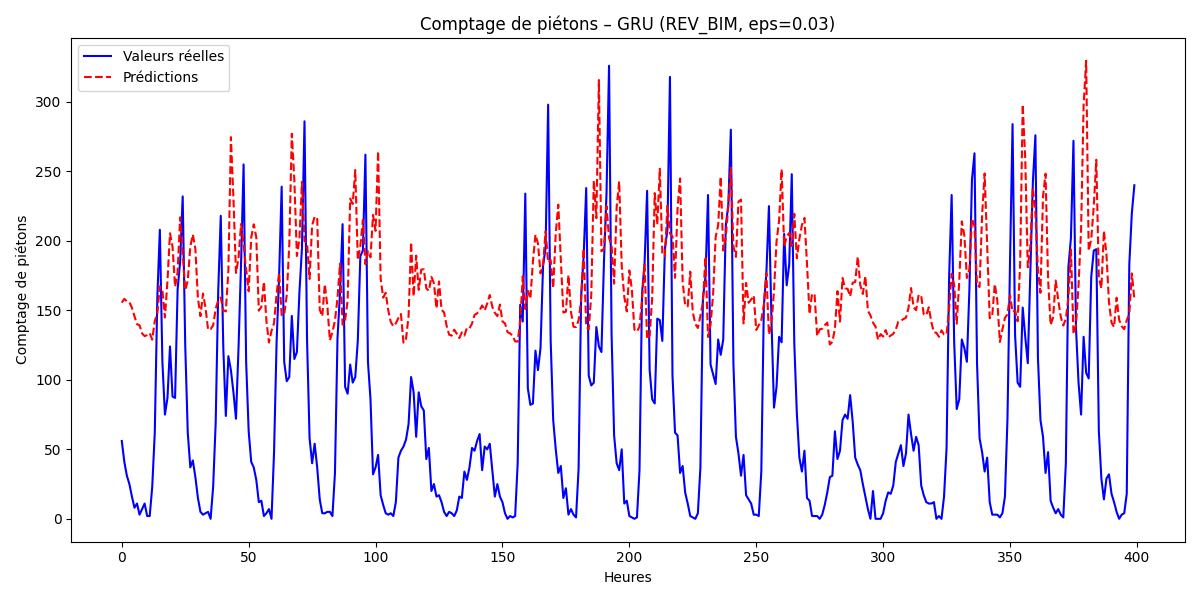 Comptage de piétons – GRU (REV_BIM, eps=0.03)
Valeurs réelles
Prédictions
Comptage de piétons
300
250
200
150
100
50
0
0 50 100 150 200 250 300 350 400
Heures